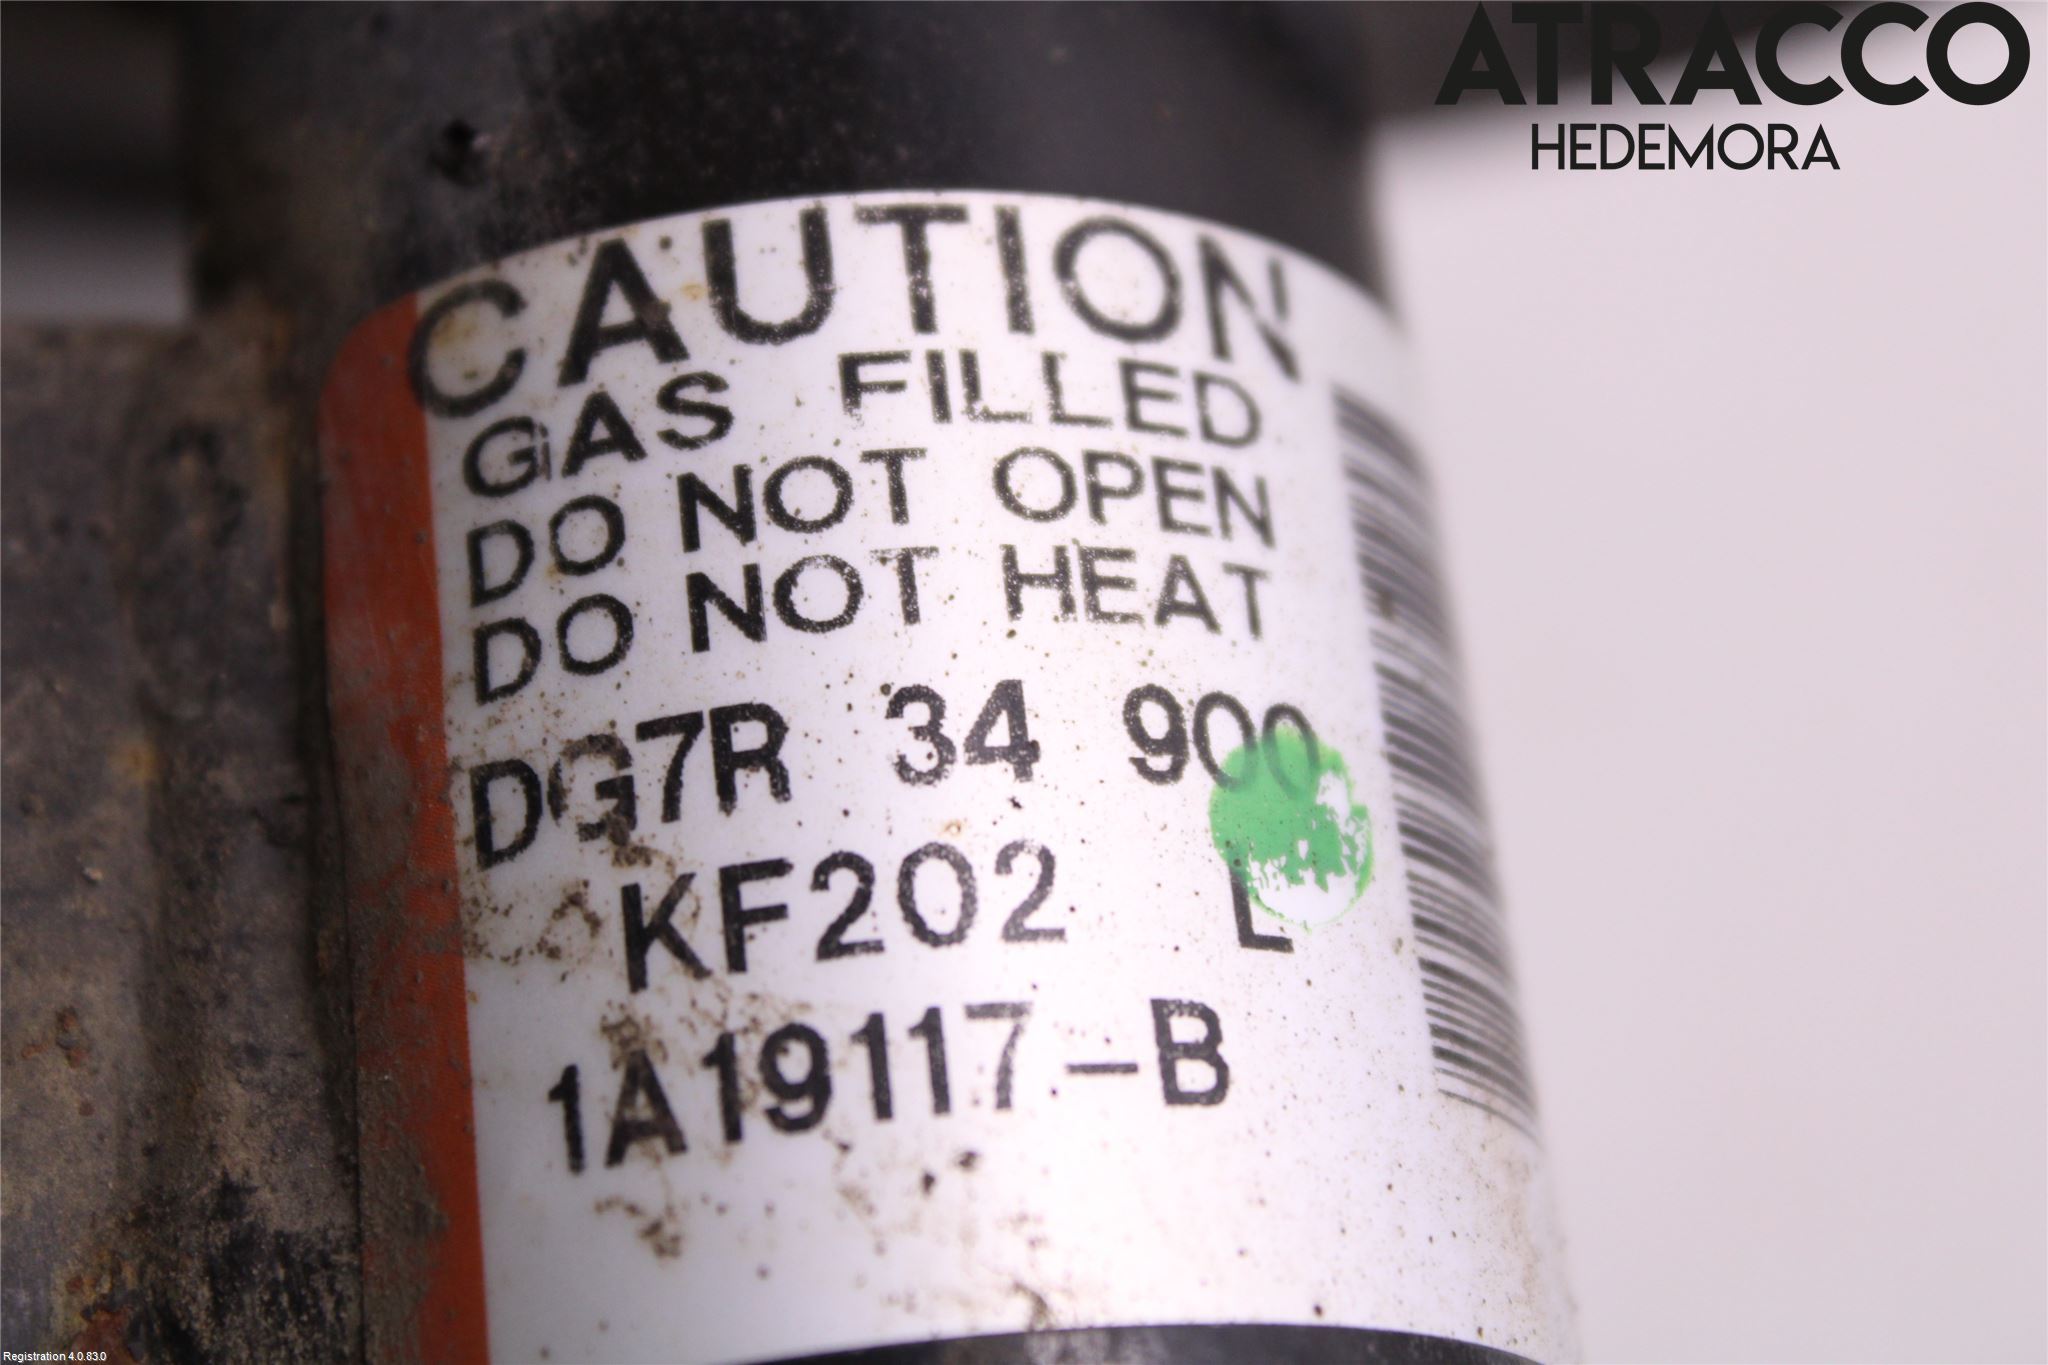 ATRACCO
HEDEMORA
CAUTION
GAS FILLED
DO NOT OPEN
DO NOT HEAT
DG7R 34 900
KF202 L
1A19117-B
Registration 4.0.83.0